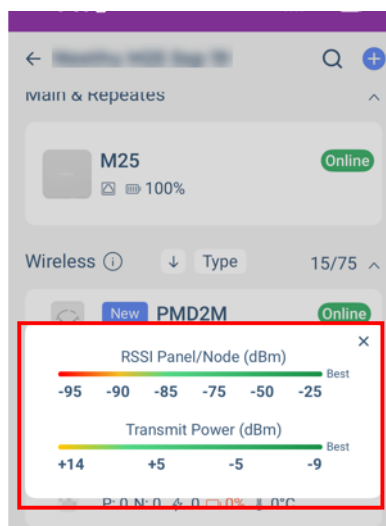 Main & Repeates
M25
Online
100%
Wireless
↓ Type
15/75
New
PMD2M
Online
×
RSSI Panel/Node (dBm)
Best
-95 -90 -85 -75 -50 -25
Transmit Power (dBm)
Best
+14 +5 -5 -9
P: 0 N: 0 0 0% 0°C